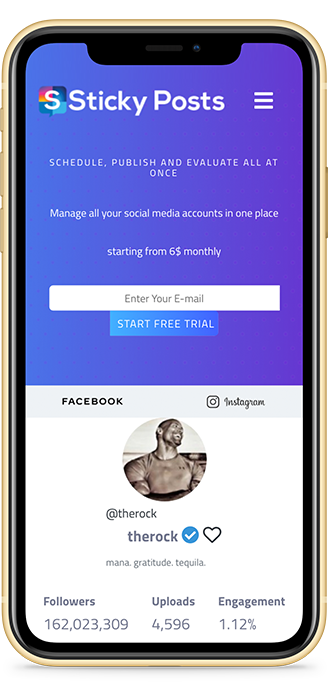 Sticky Posts
SCHEDULE, PUBLISH AND EVALUATE ALL AT
ONCE
Manage all your social media accounts in one place
starting from 6$ monthly
Enter Your E-mail
START FREE TRIAL
FACEBOOK Instagram
@therock
therock
mana. gratitude. tequila.
Followers Uploads Engagement
162,023,309 4,596 1.12%